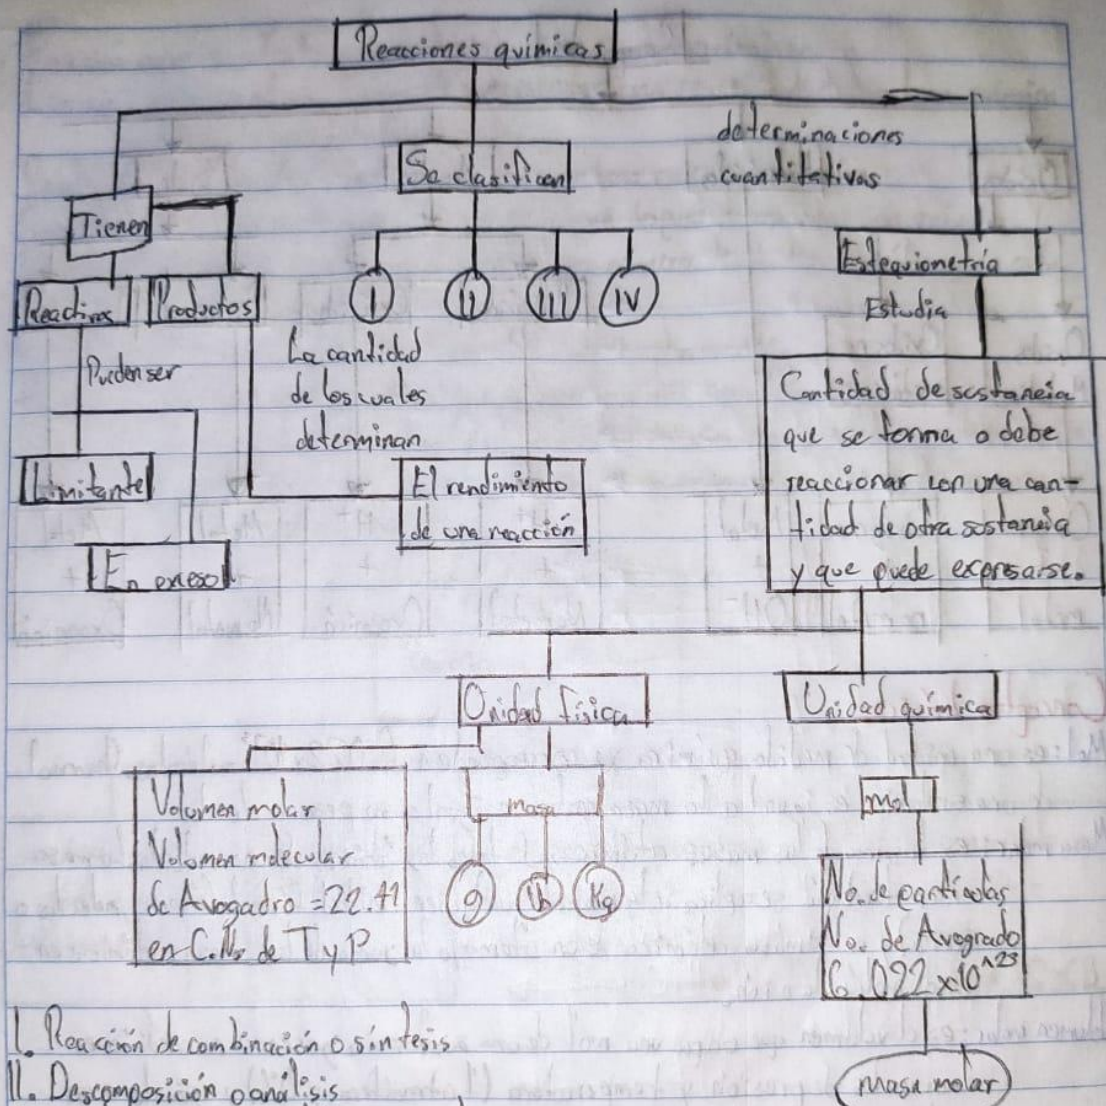 Reacciones químicas
determinaciones
cuantitativas
Se clasifican
Tienen
Estequiometría
Reactivos
Productos
I
II
III
IV
Estudia
Pueden ser
La cantidad
de los cuales
determinan
Cantidad de sustancia
que se forma o debe
reaccionar con una can-
tidad de otra sustancia
y que puede expresarse.
Limitante
El rendimiento
de una reacción
En exeso
Unidad física
Unidad química
Volumen molar
Volumen molecular
de Avogadro = 22.41
en C.N. de T y P
masa
g
Kg
mol
No. de partículas
No. de Avogrado
6.022 x 10^23
masa molar
I. Reacción de combinación o síntesis
II. Descomposición o análisis